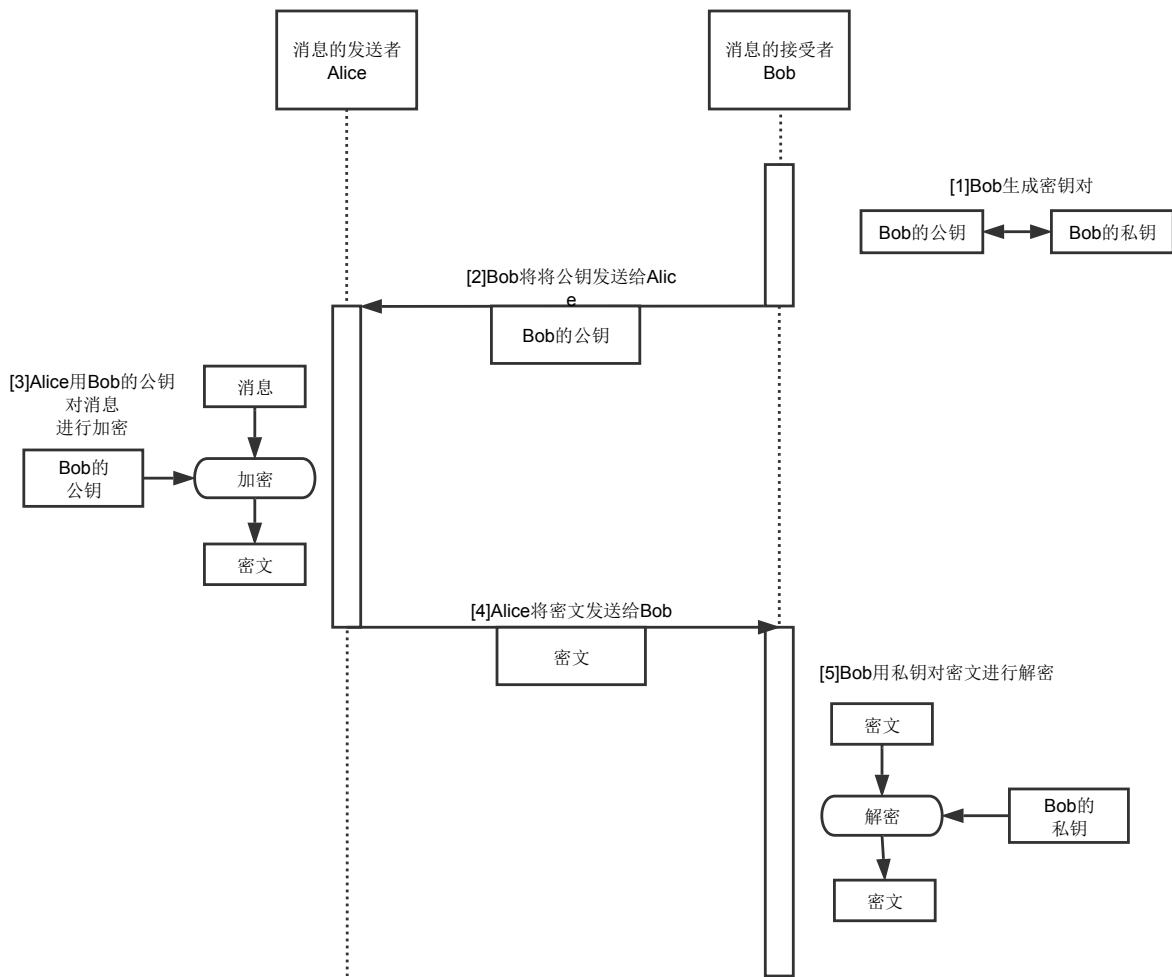 消息的发送者
Alice
消息的接受者
Bob
[1]Bob生成密钥对
Bob的公钥
Bob的私钥
[2]Bob将将公钥发送给Alic
e
Bob的公钥
[3]Alice用Bob的公钥
对消息
进行加密
消息
Bob的
公钥
加密
密文
[4]Alice将密文发送给Bob
密文
[5]Bob用私钥对密文进行解密
密文
解密
Bob的
私钥
密文